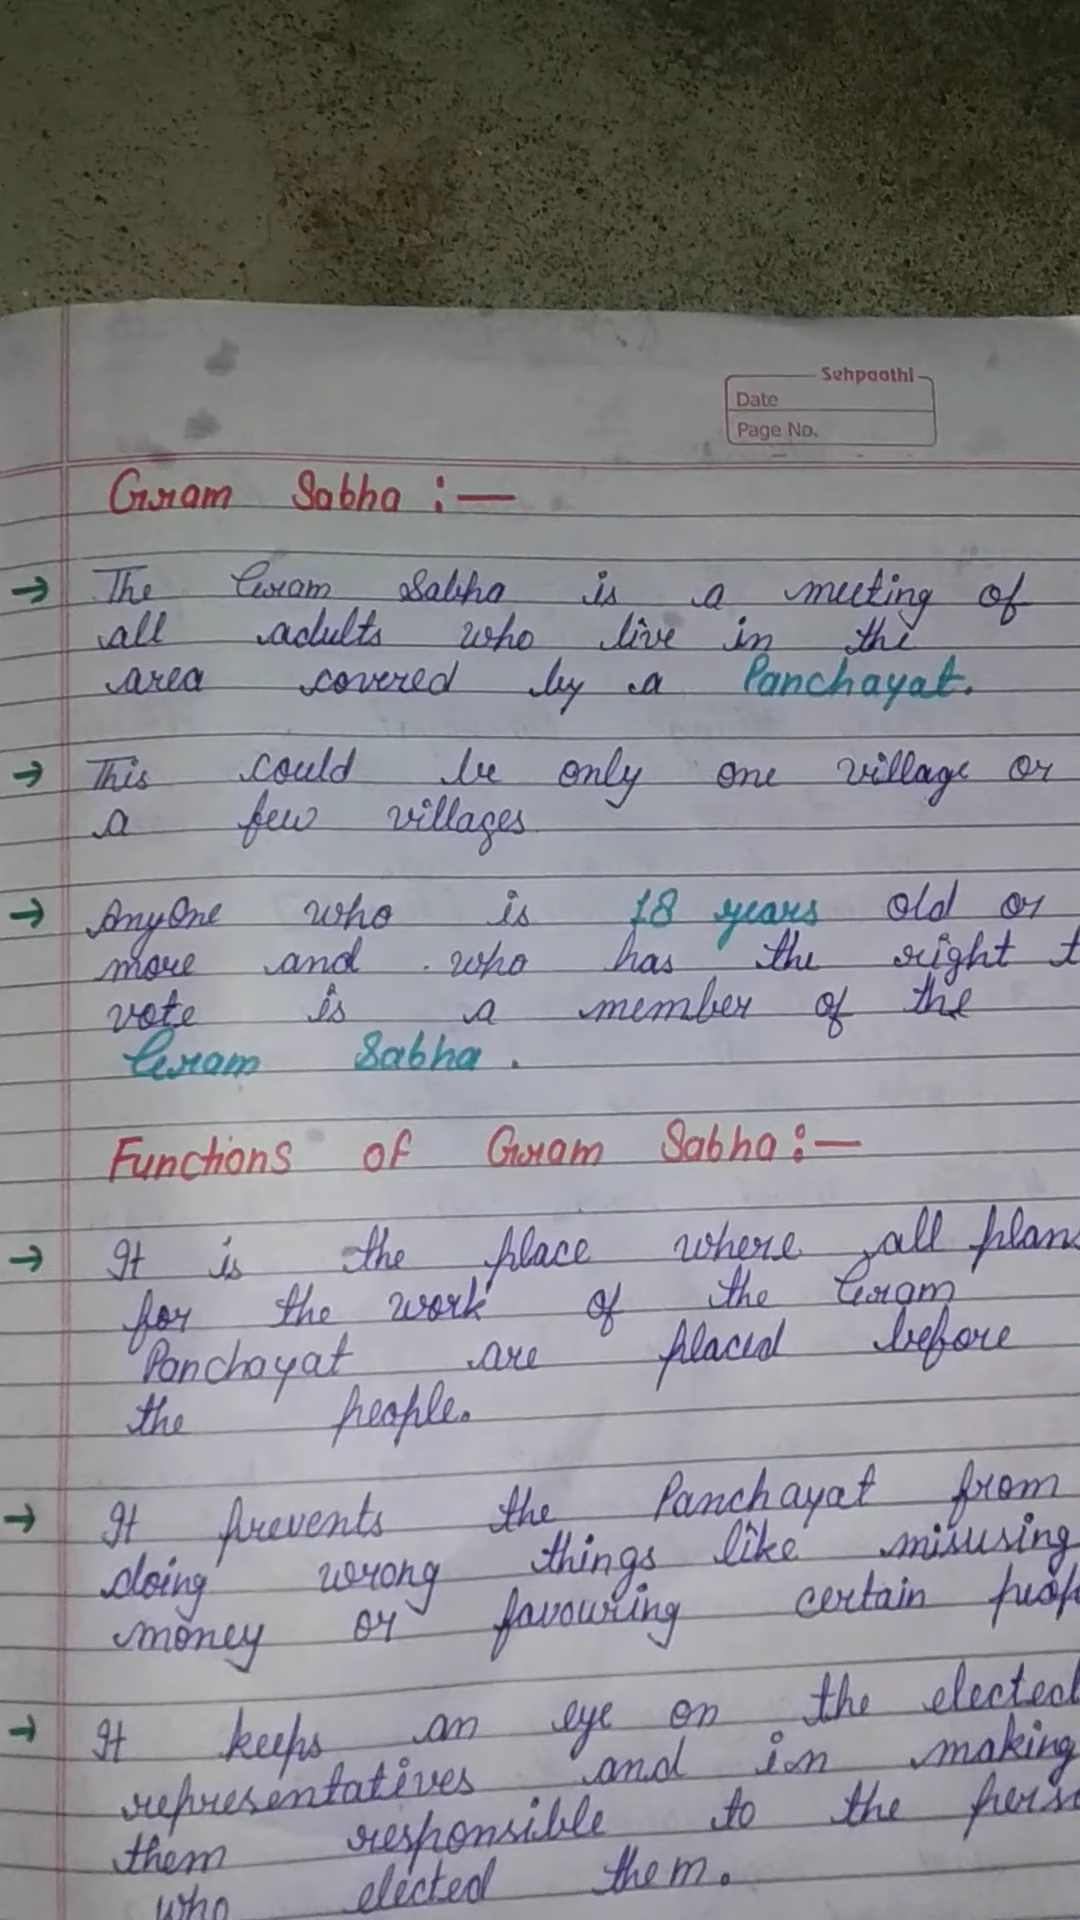 Sehpaathi
Date
Page No.
Gram Sabha :—
→ The Gram Sabha is a meeting of
all adults who live in the
area covered by a Panchayat.
→ This could be only one village or
a few villages
→ AnyOne who is 18 years old or
more and who has the right t
vote is a member of the
Gram Sabha.
Functions of Gram Sabha :—
→ It is the place where all plans
for the work of the Gram
Panchayat are placed before
the people.
→ It prevents the Panchayat from
doing wrong things like misusing
money or favouring certain peop
→ It keeps an eye on the elected
representatives and in making
them responsible to the perso
who elected them.